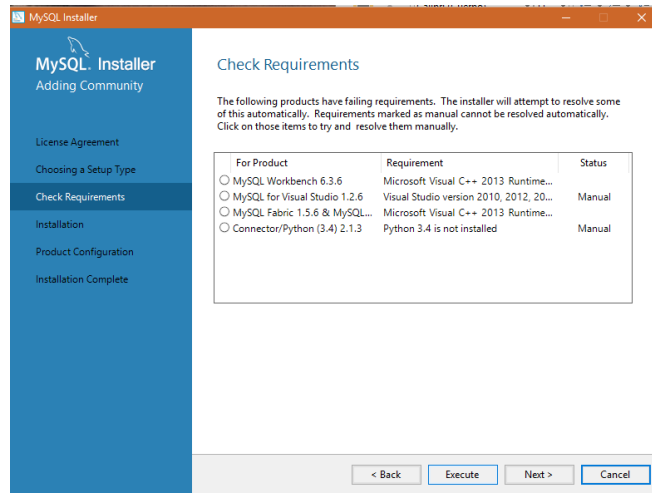 MySQL Installer
MySQL. Installer
Adding Community
License Agreement
Choosing a Setup Type
Check Requirements
Installation
Product Configuration
Installation Complete
Check Requirements
The following products have failing requirements. The installer will attempt to resolve some
of this automatically. Requirements marked as manual cannot be resolved automatically.
Click on those items to try and resolve them manually.
For Product Requirement Status
MySQL Workbench 6.3.6 Microsoft Visual C++ 2013 Runtime...
MySQL for Visual Studio 1.2.6 Visual Studio version 2010, 2012, 20... Manual
MySQL Fabric 1.5.6 & MySQL... Microsoft Visual C++ 2013 Runtime...
Connector/Python (3.4) 2.1.3 Python 3.4 is not installed Manual
< Back Execute Next > Cancel